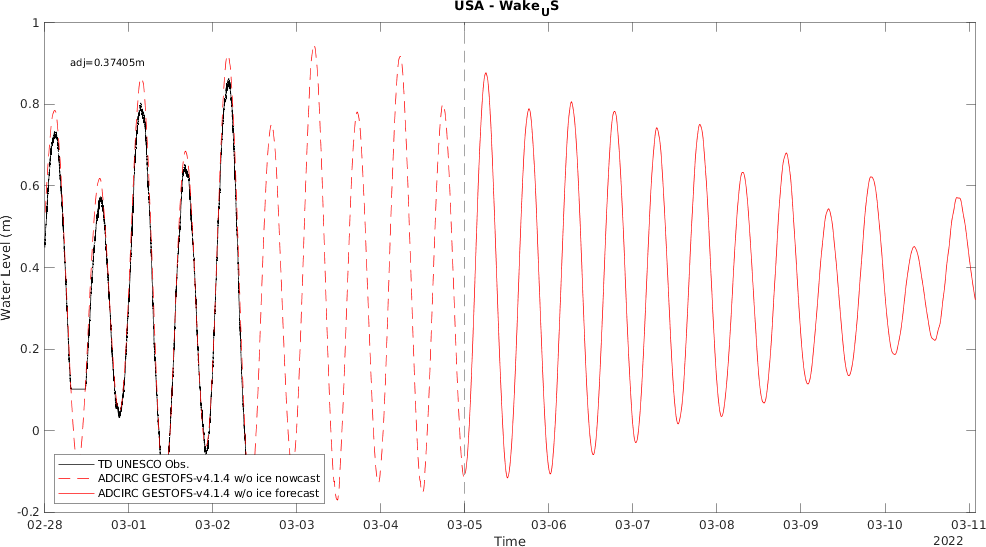 USA - Wake_US
adj=0.37405m
Water Level (m)
1
0.8
0.6
0.4
0.2
0
-0.2
TD UNESCO Obs.
ADCIRC GESTOFS-v4.1.4 w/o ice nowcast
ADCIRC GESTOFS-v4.1.4 w/o ice forecast
02-28 03-01 03-02 03-03 03-04 03-05 03-06 03-07 03-08 03-09 03-10 03-11
Time
2022